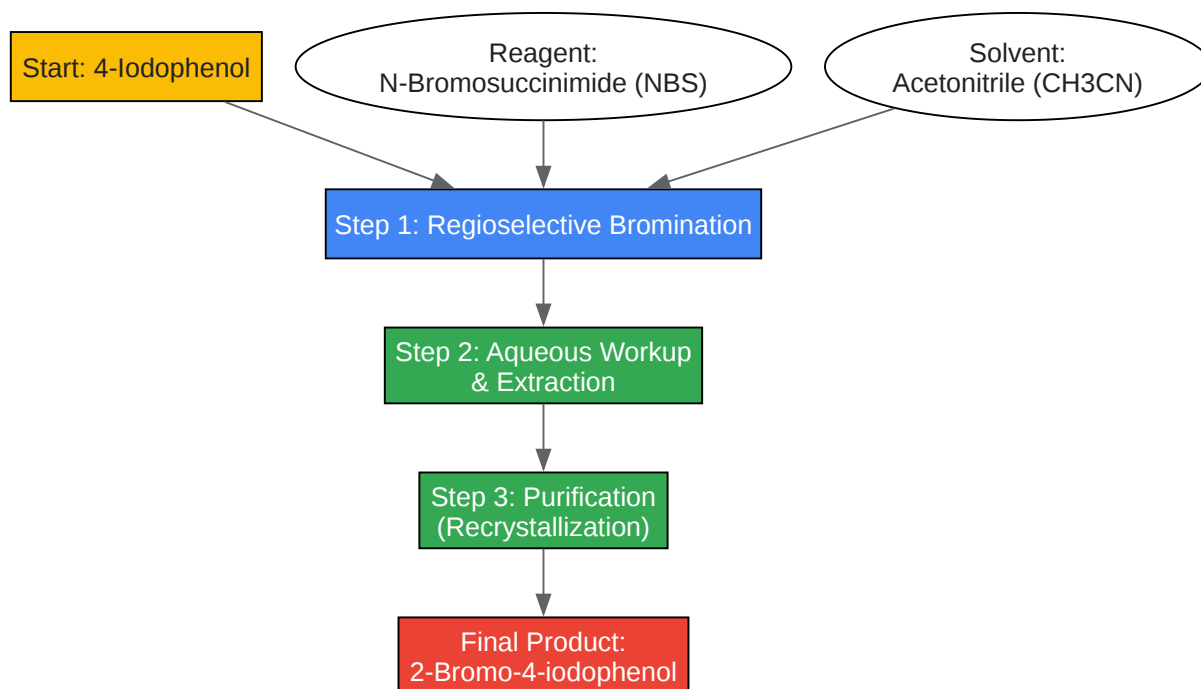 Start: 4-Iodophenol
Reagent:
N-Bromosuccinimide (NBS)
Solvent:
Acetonitrile (CH3CN)
Step 1: Regioselective Bromination
Step 2: Aqueous Workup
& Extraction
Step 3: Purification
(Recrystallization)
Final Product:
2-Bromo-4-iodophenol